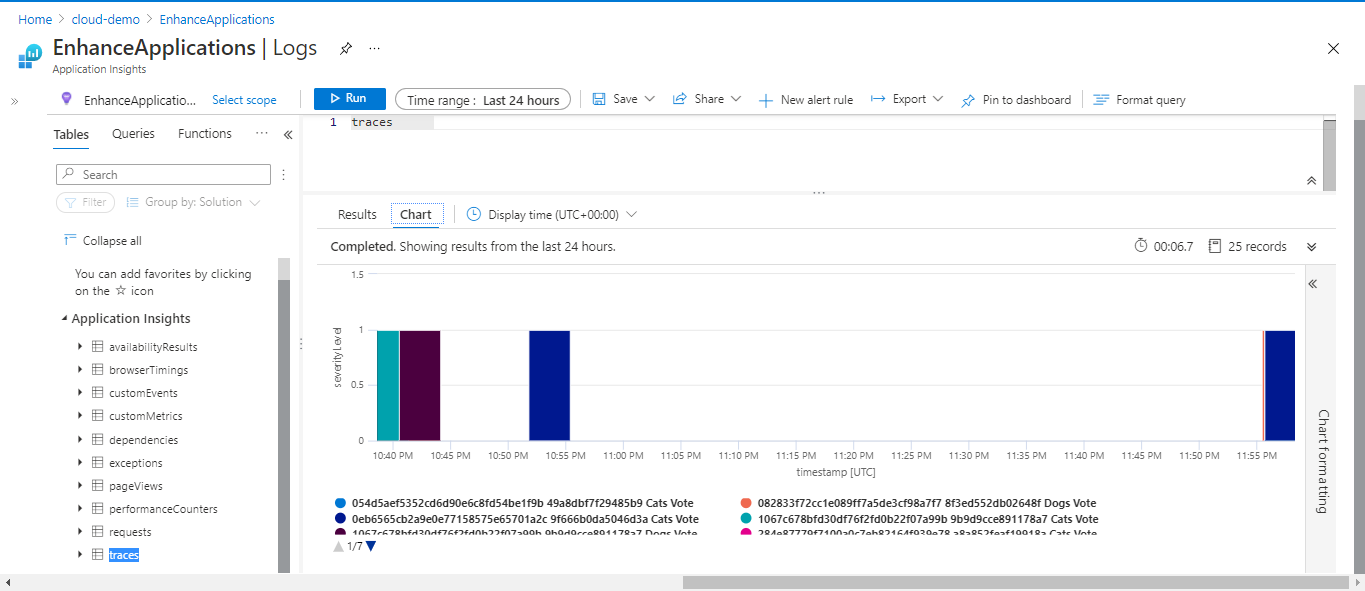 Home > cloud-demo > EnhanceApplications
EnhanceApplications | Logs ...
Application Insights
EnhanceApplicatio... Select scope Run Time range : Last 24 hours Save Share New alert rule Export Pin to dashboard Format query
Tables Queries Functions ...
1 traces
Search
Filter Group by: Solution
Collapse all
You can add favorites by clicking
on the ☆ icon
Application Insights
availabilityResults
browserTimings
customEvents
customMetrics
dependencies
exceptions
pageViews
performanceCounters
requests
traces
Results Chart Display time (UTC+00:00)
Completed. Showing results from the last 24 hours. 00:06.7 25 records
1.5
1
0.5
0
severityLevel
10:40 PM 10:45 PM 10:50 PM 10:55 PM 11:00 PM 11:05 PM 11:10 PM 11:15 PM 11:20 PM 11:25 PM 11:30 PM 11:35 PM 11:40 PM 11:45 PM 11:50 PM 11:55 PM
timestamp [UTC]
054d5aef5352cd6d90e6c8fd54be1f9b 49a8dbf7f29485b9 Cats Vote 082833f72cc1e089ff7a5de3cf98a7f7 8f3ed552db02648f Dogs Vote
0eb6565cb2a9e0e77158575e65701a2c 9f666b0da5046d3a Cats Vote 1067c678bfd30df76f2fd0b22f07a99b 9b9d9cce891178a7 Cats Vote
1067c678bfd30df76f2fd0b22f07a99b 9b9d9cce891178a7 Dogs Vote 284e87779f7100a0c7eb82164f939e78 a8a852feaf19918a Cats Vote
1/7
Chart formatting